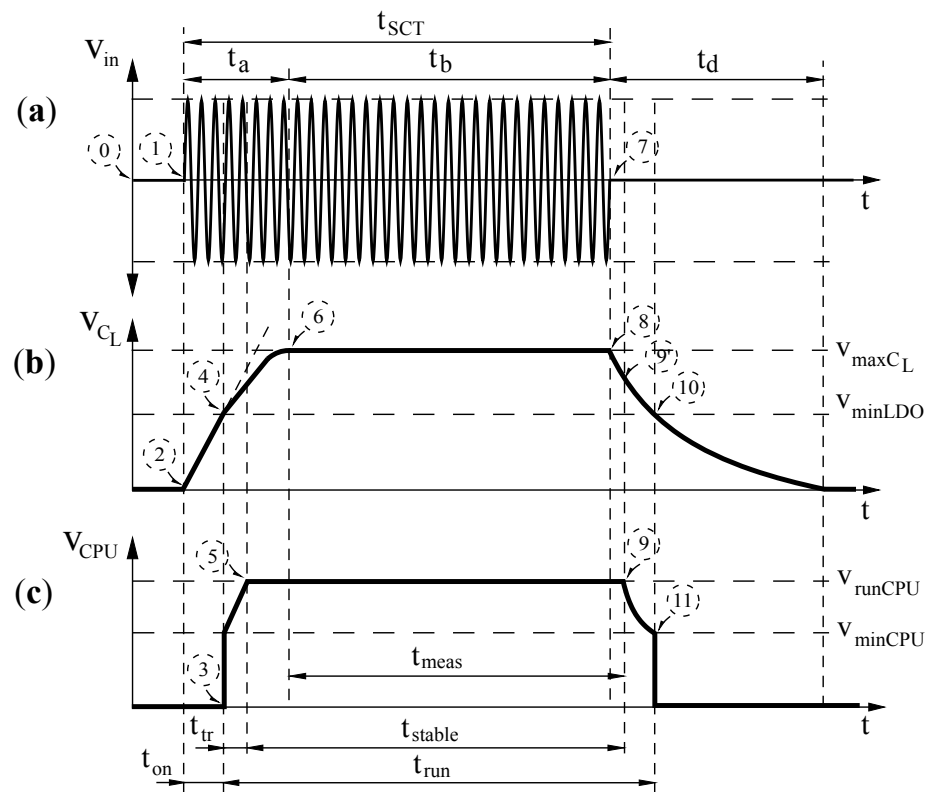 t_SCT
V_in
t_a
t_b
t_d
(a)
0
1
7
t
V_C_L
6
8
(b)
4
9'
10
v_maxC_L
v_minLDO
2
t
V_CPU
5
9
(c)
11
v_runCPU
v_minCPU
3
t_meas
t
t_tr
t_stable
t_on
t_run